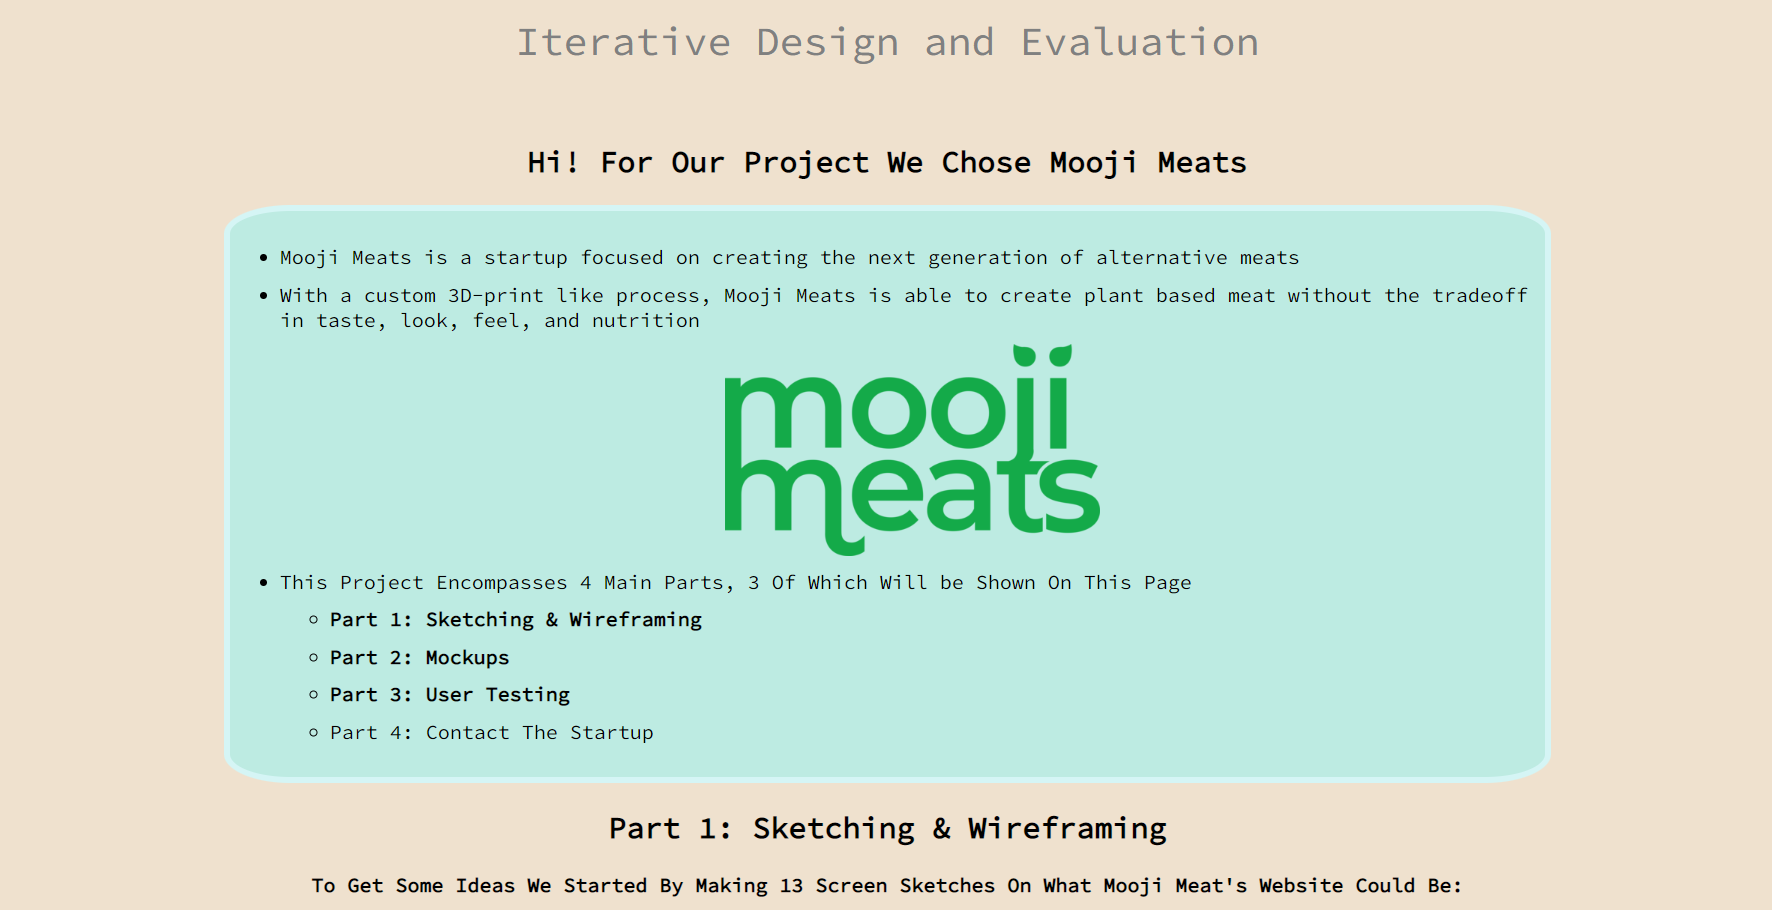 Iterative Design and Evaluation
Hi! For Our Project We Chose Mooji Meats
Mooji Meats is a startup focused on creating the next generation of alternative meats
With a custom 3D-print like process, Mooji Meats is able to create plant based meat without the tradeoff
in taste, look, feel, and nutrition
mooji
meats
This Project Encompasses 4 Main Parts, 3 Of Which Will be Shown On This Page
Part 1: Sketching & Wireframing
Part 2: Mockups
Part 3: User Testing
Part 4: Contact The Startup
Part 1: Sketching & Wireframing
To Get Some Ideas We Started By Making 13 Screen Sketches On What Mooji Meat's Website Could Be: